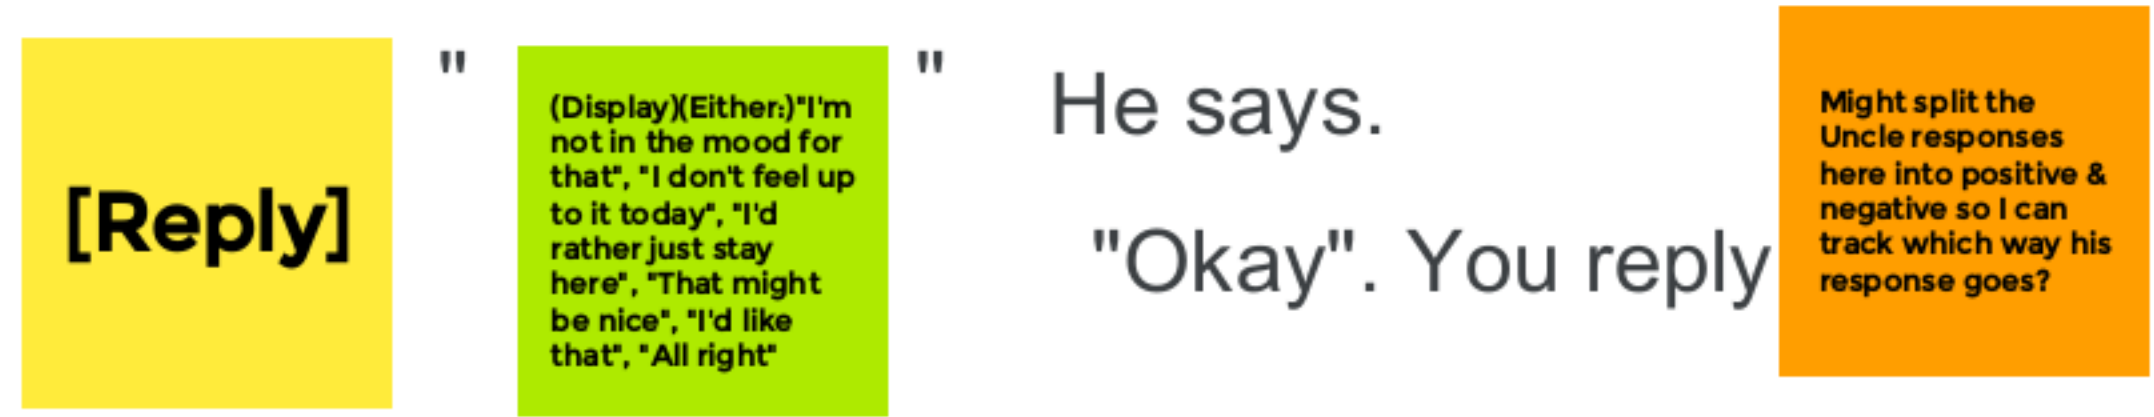 [Reply]
"
(Display)(Either:)"I'm
not in the mood for
that", "I don't feel up
to it today", "I'd
rather just stay
here", "That might
be nice", "I'd like
that", "All right"
"
He says.
"Okay". You reply
Might split the
Uncle responses
here into positive &
negative so I can
track which way his
response goes?